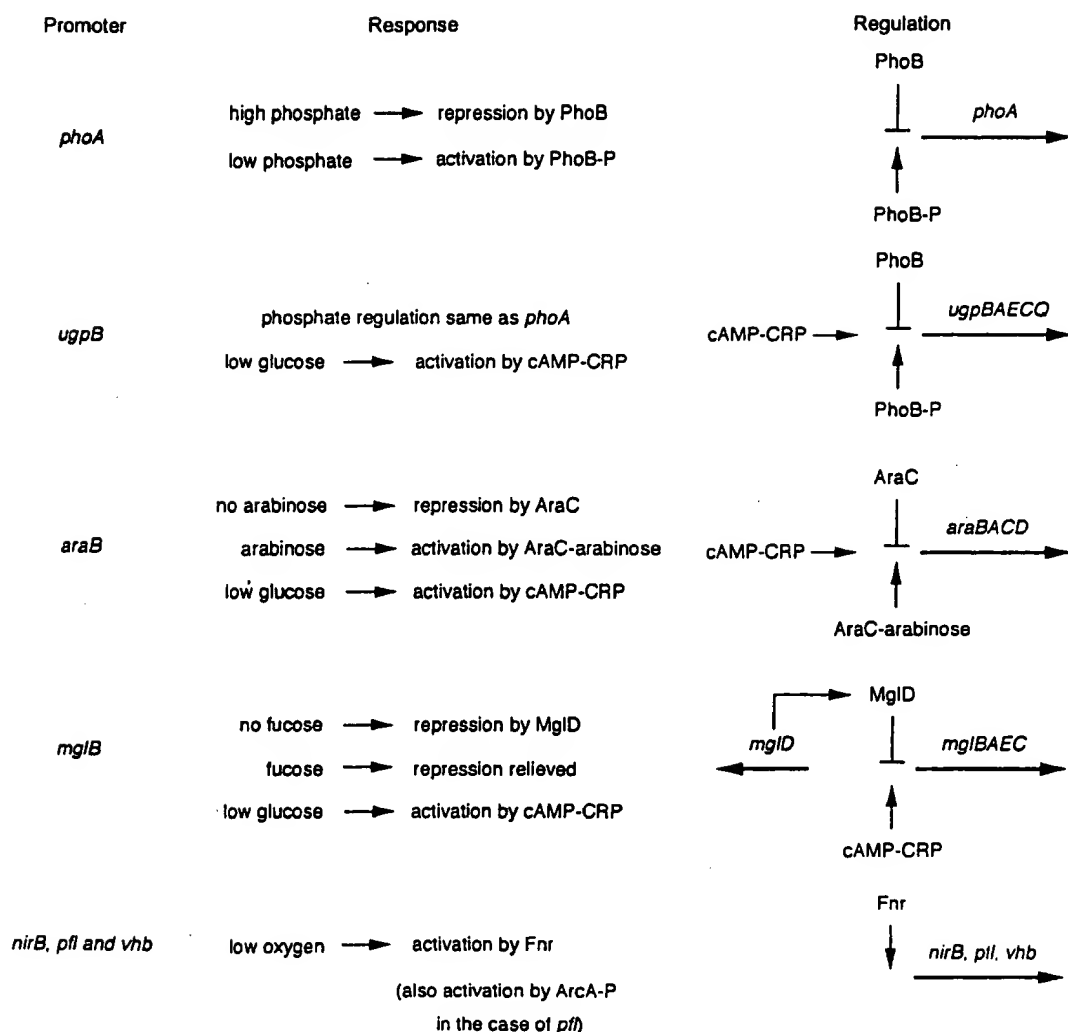 Promoter Response Regulation
PhoB
high phosphate repression by PhoB
phoA
phoA
low phosphate activation by PhoB-P
PhoB-P
PhoB
phosphate regulation same as phoA
ugpBAECQ
ugpB
cAMP-CRP
low glucose activation by cAMP-CRP
PhoB-P
AraC
no arabinose repression by AraC
araBACD
araB
arabinose activation by AraC-arabinose
cAMP-CRP
low glucose activation by cAMP-CRP
AraC-arabinose
MglD
no fucose repression by MglD
mglB
mglD
mglBAEC
fucose repression relieved
low glucose activation by cAMP-CRP
cAMP-CRP
Fnr
nirB, pfl and vhb
low oxygen activation by Fnr
nirB, pfl, vhb
(also activation by ArcA-P
in the case of pfl)